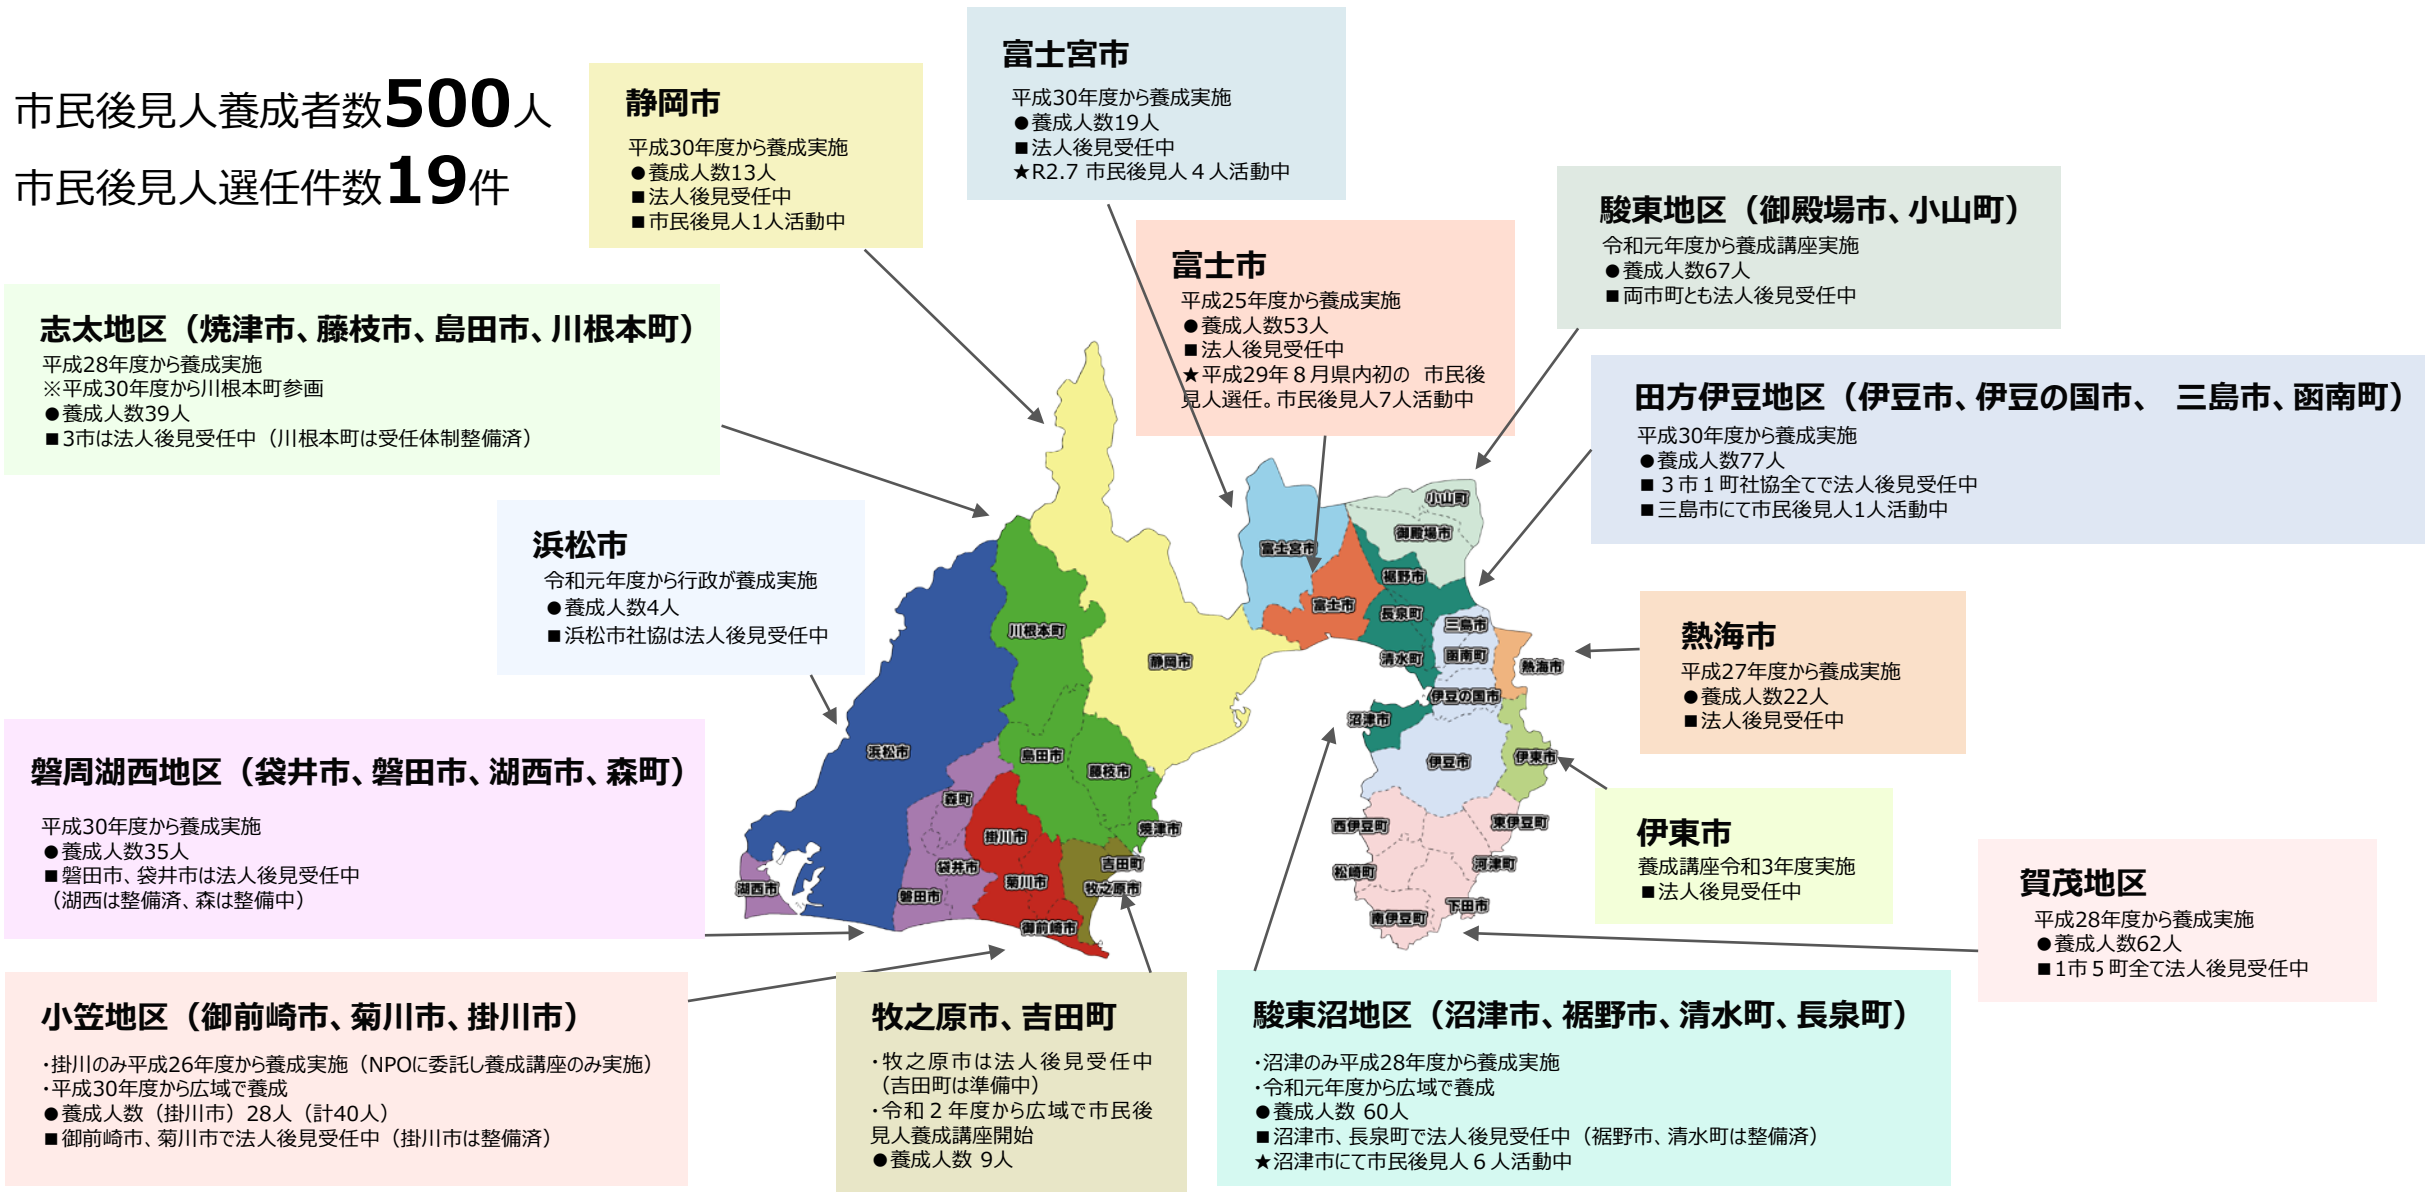 市民後見人養成者数500人
市民後見人選任件数19件
静岡市
平成30年度から養成実施
●養成人数13人
■法人後見受任中
■市民後見人1人活動中
富士宮市
平成30年度から養成実施
●養成人数19人
■法人後見受任中
★R2.7 市民後見人４人活動中
富士市
平成25年度から養成実施
●養成人数53人
■法人後見受任中
★平成29年８月県内初の 市民後
見人選任。市民後見人7人活動中
駿東地区（御殿場市、小山町）
令和元年度から養成講座実施
●養成人数67人
■両市町とも法人後見受任中
志太地区（焼津市、藤枝市、島田市、川根本町）
平成28年度から養成実施
※平成30年度から川根本町参画
●養成人数39人
■3市は法人後見受任中（川根本町は受任体制整備済）
田方伊豆地区（伊豆市、伊豆の国市、 三島市、函南町）
平成30年度から養成実施
●養成人数77人
■３市１町社協全てで法人後見受任中
■三島市にて市民後見人1人活動中
浜松市
令和元年度から行政が養成実施
●養成人数4人
■浜松市社協は法人後見受任中
熱海市
平成27年度から養成実施
●養成人数22人
■法人後見受任中
磐周湖西地区（袋井市、磐田市、湖西市、森町）
平成30年度から養成実施
●養成人数35人
■磐田市、袋井市は法人後見受任中
（湖西は整備済、森は整備中）
伊東市
養成講座令和3年度実施
■法人後見受任中
賀茂地区
平成28年度から養成実施
●養成人数62人
■1市５町全て法人後見受任中
小笠地区（御前崎市、菊川市、掛川市）
・掛川のみ平成26年度から養成実施（NPOに委託し養成講座のみ実施）
・平成30年度から広域で養成
●養成人数（掛川市）28人（計40人）
■御前崎市、菊川市で法人後見受任中（掛川市は整備済）
牧之原市、吉田町
・牧之原市は法人後見受任中
（吉田町は準備中）
・令和２年度から広域で市民後
見人養成講座開始
●養成人数 9人
駿東沼地区（沼津市、裾野市、清水町、長泉町）
・沼津のみ平成28年度から養成実施
・令和元年度から広域で養成
●養成人数 60人
■沼津市、長泉町で法人後見受任中（裾野市、清水町は整備済）
★沼津市にて市民後見人６人活動中
小山町
御殿場市
富士宮市
裾野市
富士市
長泉町
三島市
川根本町
静岡市
清水町
函南町
熱海市
伊豆の国市
沼津市
浜松市
島田市
藤枝市
伊豆市
伊東市
森町
掛川市
焼津市
西伊豆町
東伊豆町
袋井市
吉田町
河津町
松崎町
湖西市
磐田市
菊川市
牧之原市
下田市
南伊豆町
御前崎市